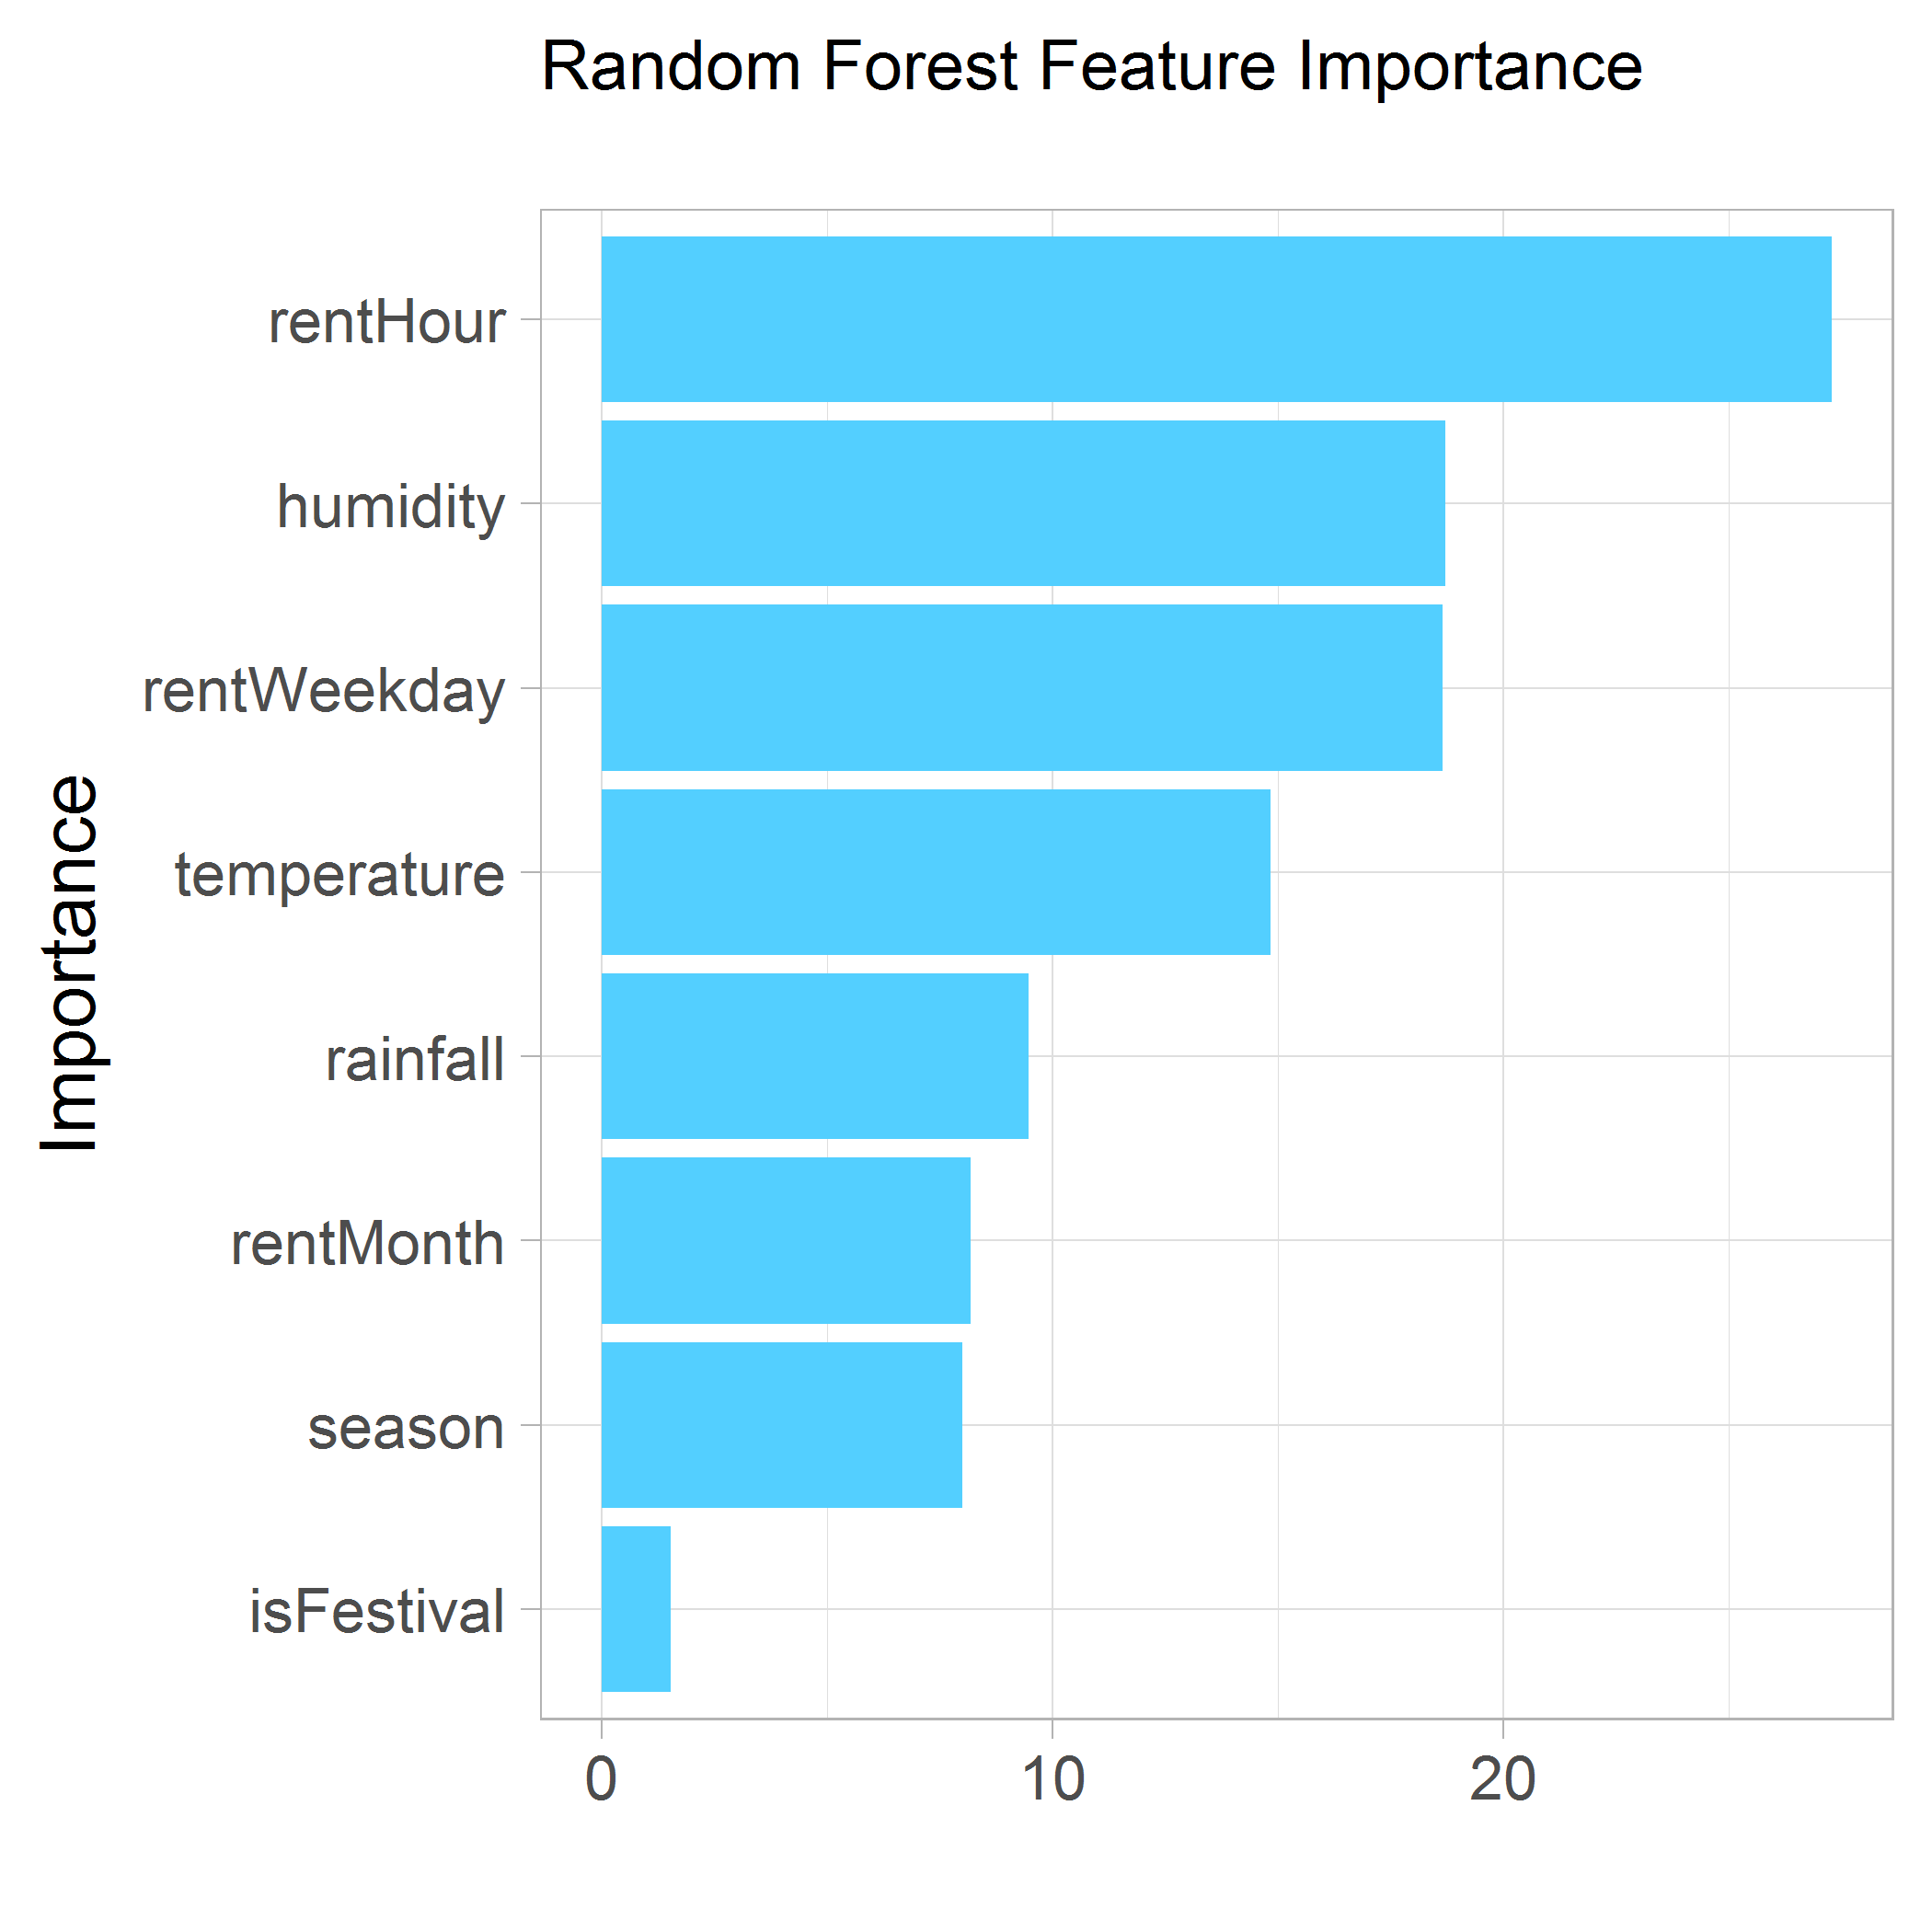 Random Forest Feature Importance
Importance
rentHour
humidity
rentWeekday
temperature
rainfall
rentMonth
season
isFestival
0 10 20